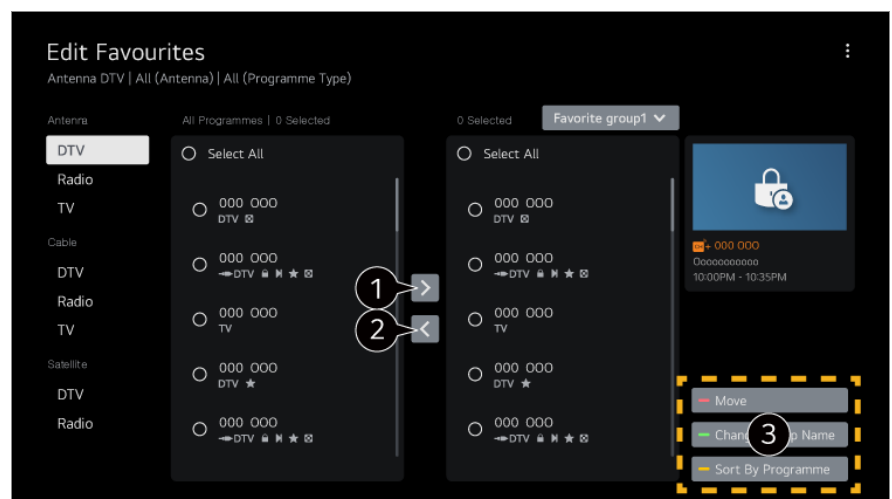 Edit Favourites
Antenna DTV | All (Antenna) | All (Programme Type)
Antenna
DTV
Radio
TV
Cable
DTV
Radio
TV
Satellite
DTV
Radio
All Programmes | 0 Selected
Select All
000 000
DTV
000 000
DTV
000 000
TV
000 000
DTV
000 000
DTV
1
2
0 Selected
Favorite group1
Select All
000 000
DTV
000 000
DTV
000 000
TV
000 000
DTV
000 000
DTV
+ 000 000
Ooooooooooo
10:00PM - 10:35PM
Move
3
Name
Sort By Programme